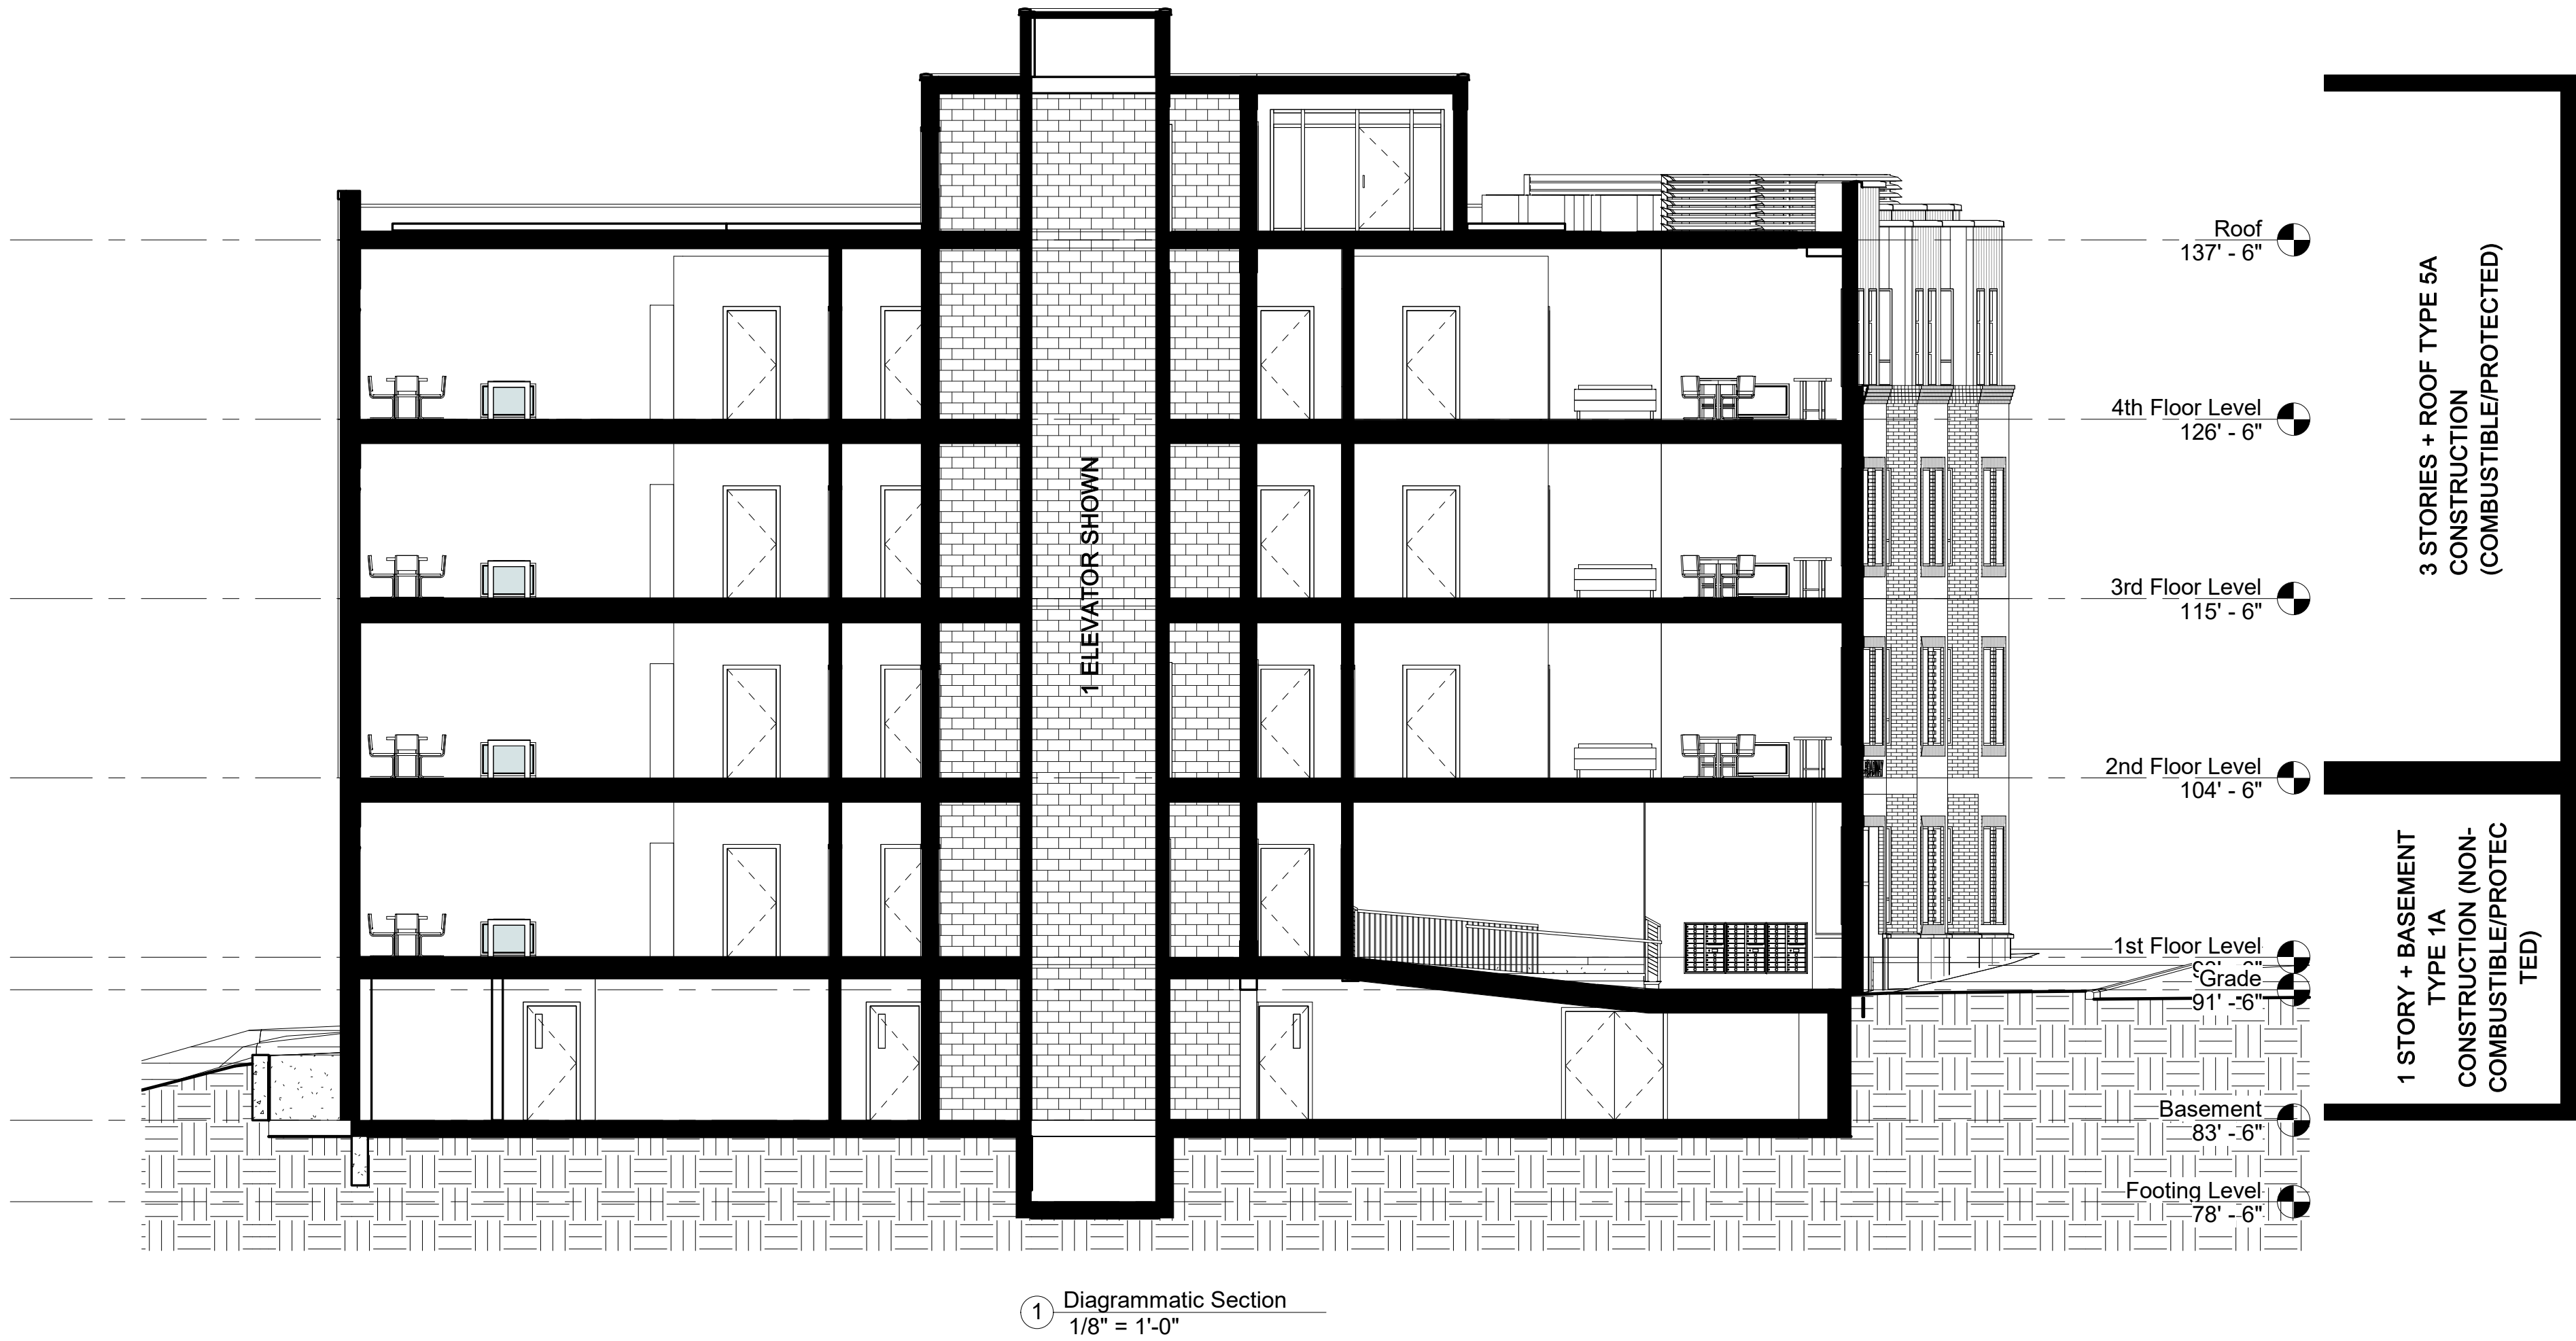 Roof
137' - 6"
4th Floor Level
126' - 6"
3rd Floor Level
115' - 6"
2nd Floor Level
104' - 6"
1st Floor Level
Grade
91' - 6"
Basement
83' - 6"
Footing Level
78' - 6"
1 ELEVATOR SHOWN
3 STORIES + ROOF TYPE 5A
CONSTRUCTION
(COMBUSTIBLE/PROTECTED)
1 STORY + BASEMENT
TYPE 1A
CONSTRUCTION (NON-
COMBUSTIBLE/PROTEC
TED)
1 Diagrammatic Section
1/8" = 1'-0"